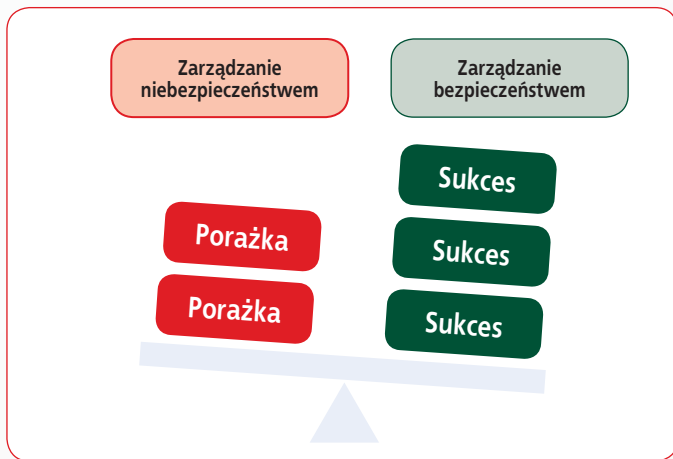 Zarządzanie
niebezpieczeństwem
Zarządzanie
bezpieczeństwem
Sukces
Porażka
Sukces
Porażka
Sukces